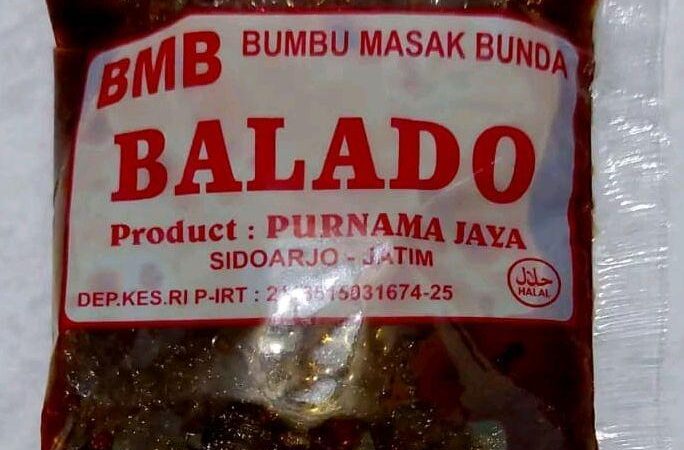 BMB BUMBU MASAK BUNDA
BALADO
Product : PURNAMA JAYA
SIDOARJO - JATIM
DEP.KES.RI P-IRT :
حلال
HALAL